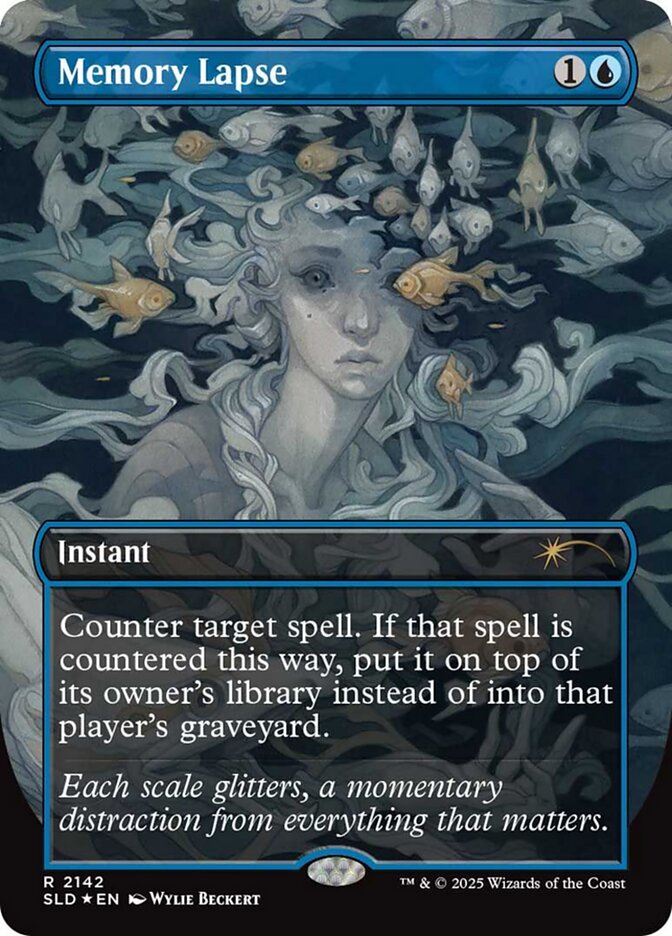 Memory Lapse 1
Instant
Counter target spell. If that spell is
countered this way, put it on top of
its owner's library instead of into that
player's graveyard.
Each scale glitters, a momentary
distraction from everything that matters.
R 2142
SLD ★ EN Wylie Beckert
™ & © 2025 Wizards of the Coast